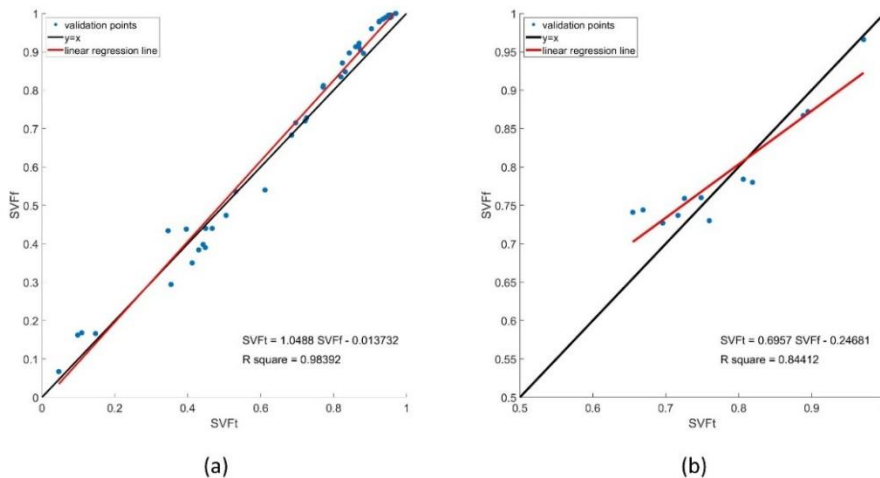 validation points
y=x
linear regression line
1
0.9
0.8
0.7
0.6
0.5
0.4
0.3
0.2
0.1
0
SVFf
0
0.2
0.4
0.6
0.8
1
SVFt
SVFt = 1.0488 SVFf - 0.013732
R square = 0.98392
(a)
validation points
y=x
linear regression line
1
0.95
0.9
0.85
0.8
0.75
0.7
0.65
0.6
0.55
0.5
SVFf
0.5
0.6
0.7
0.8
0.9
SVFt
SVFt = 0.6957 SVFf - 0.24681
R square = 0.84412
(b)